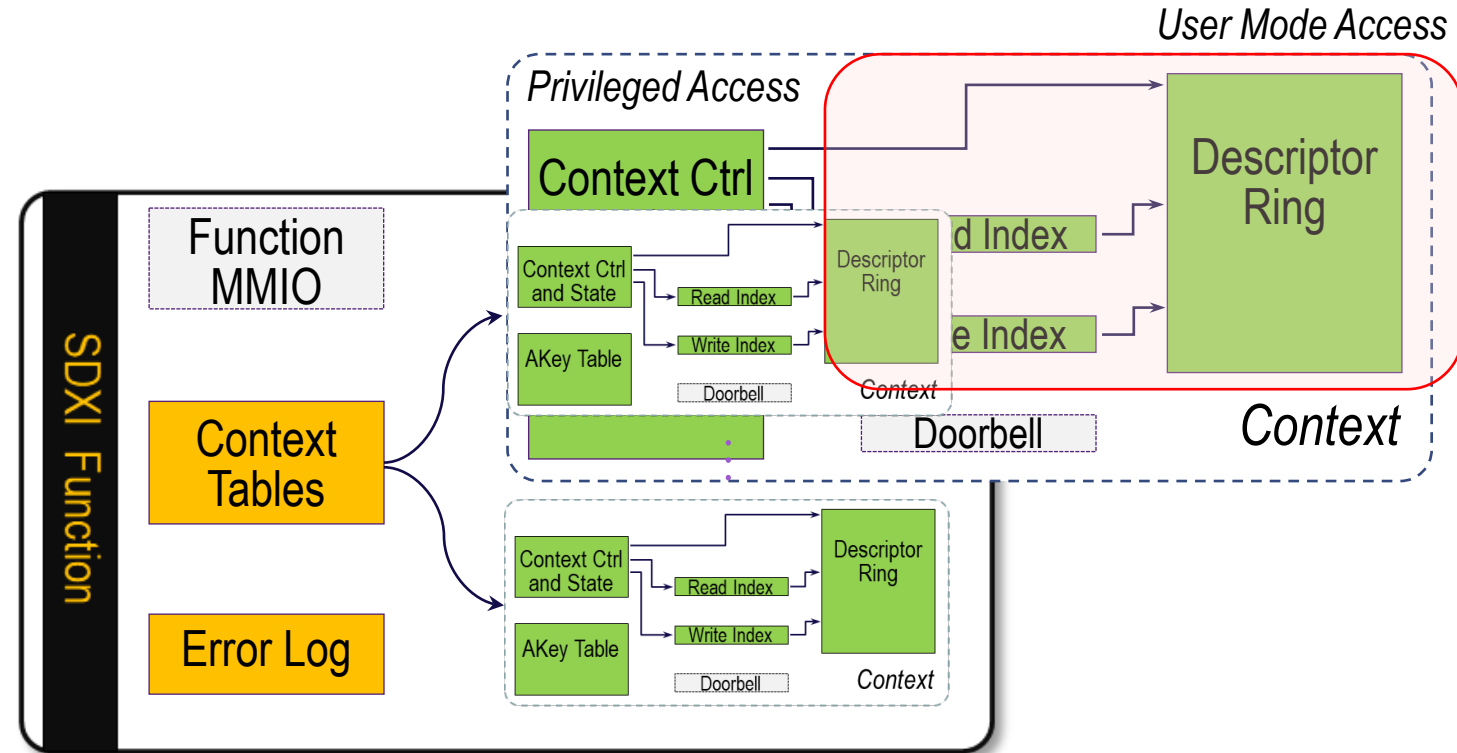 User Mode Access
Privileged Access
Context Ctrl
Descriptor
Ring
d Index
e Index
Doorbell
Context
SDXI Function
Function
MMIO
Context
Tables
Error Log
Context Ctrl
and State
Read Index
Write Index
Descriptor
Ring
AKey Table
Doorbell
Context
Context Ctrl
and State
Read Index
Write Index
Descriptor
Ring
AKey Table
Doorbell
Context